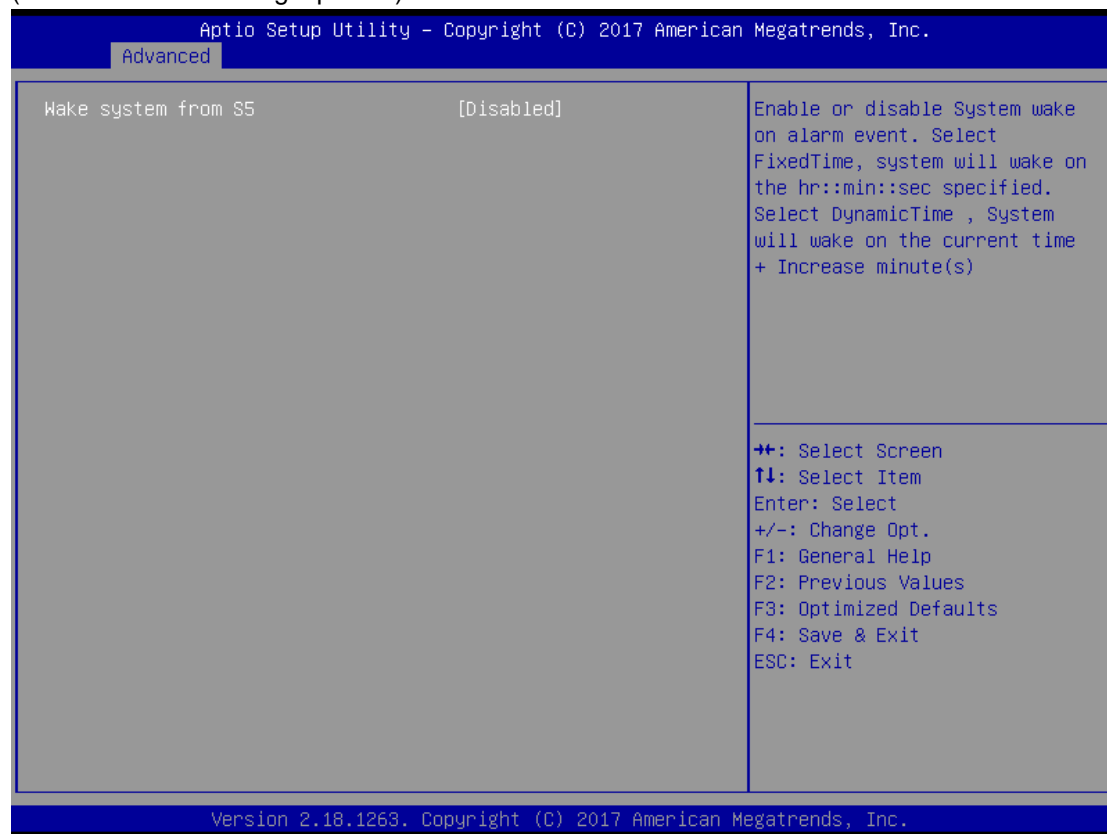 Aptio Setup Utility – Copyright (C) 2017 American Megatrends, Inc.
Advanced
Wake system from S5 [Disabled]
Enable or disable System wake
on alarm event. Select
FixedTime, system will wake on
the hr::min::sec specified.
Select DynamicTime , System
will wake on the current time
+ Increase minute(s)
→←: Select Screen
↑↓: Select Item
Enter: Select
+/-: Change Opt.
F1: General Help
F2: Previous Values
F3: Optimized Defaults
F4: Save & Exit
ESC: Exit
Version 2.18.1263. Copyright (C) 2017 American Megatrends, Inc.